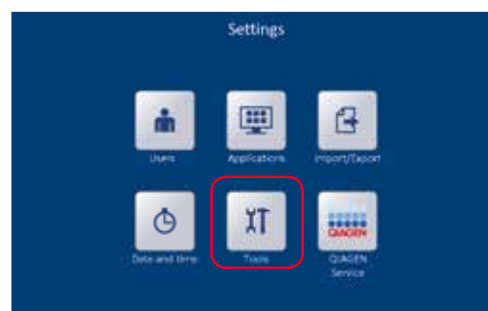 Settings
Users
Applications
Import/Export
Date and time
Tools
QIAGEN
QIAGEN
Service